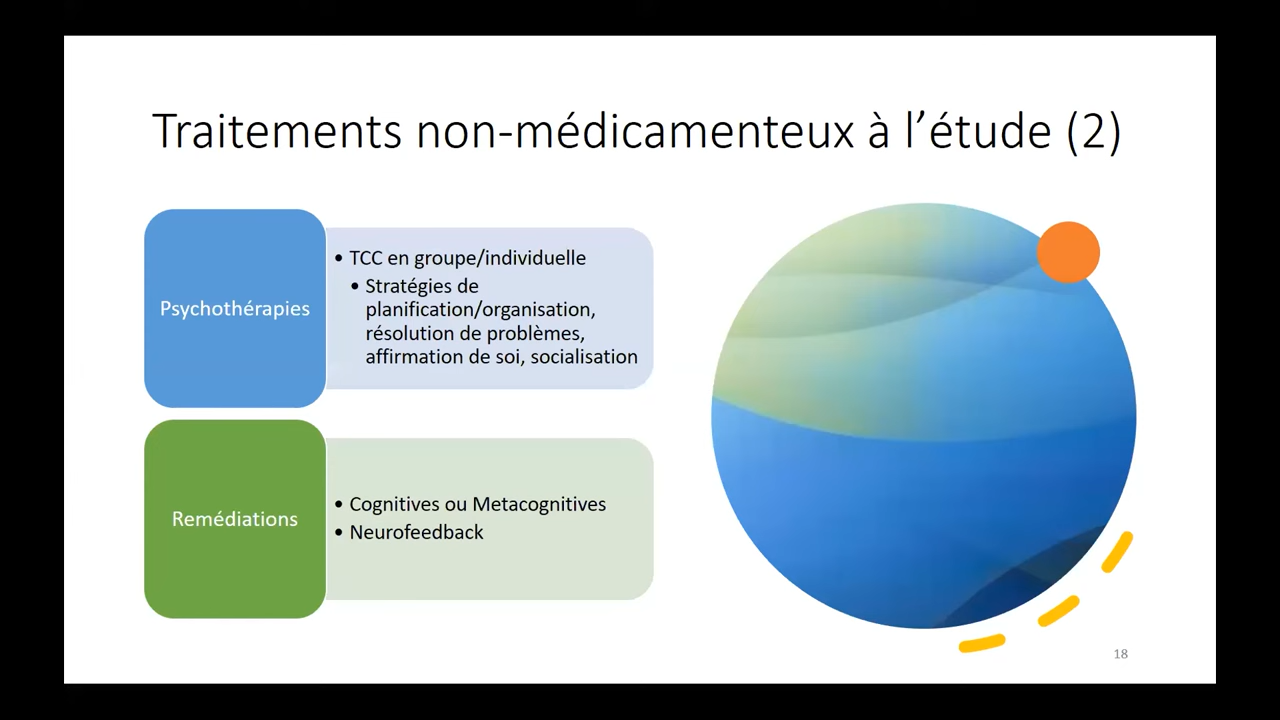 Traitements non-médicamenteux à l’étude (2)
Psychothérapies
• TCC en groupe/individuelle
• Stratégies de
planification/organisation,
résolution de problèmes,
affirmation de soi, socialisation
Remédiations
• Cognitives ou Metacognitives
• Neurofeedback
18